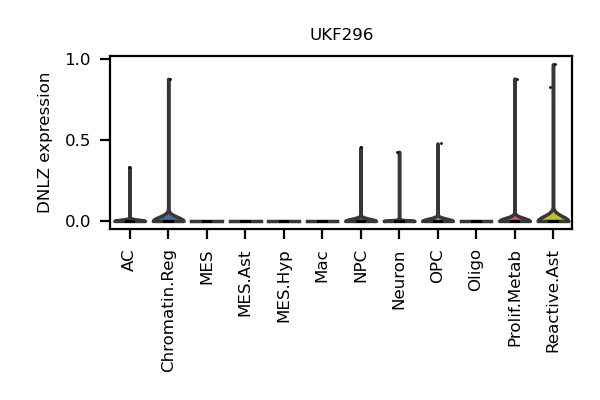 UKF296
DNLZ expression
1.0
0.5
0.0
AC
Chromatin.Reg
MES
MES.Ast
MES.Hyp
Mac
NPC
Neuron
OPC
Oligo
Prolif.Metab
Reactive.Ast